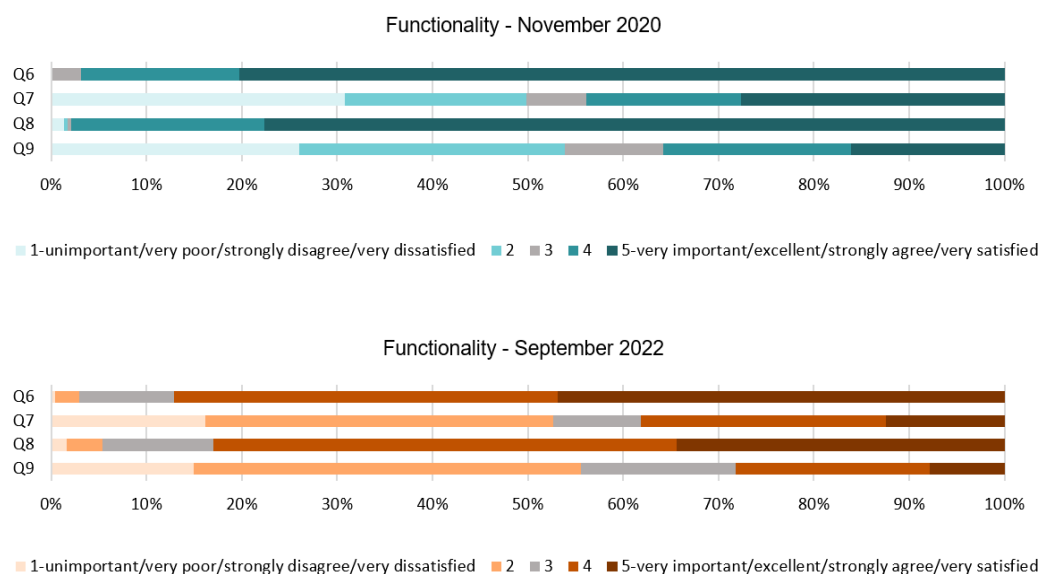 Functionality - November 2020
Q6
Q7
Q8
Q9
0% 10% 20% 30% 40% 50% 60% 70% 80% 90% 100%
1-unimportant/very poor/strongly disagree/very dissatisfied 2 3 4 5-very important/excellent/strongly agree/very satisfied
Functionality - September 2022
Q6
Q7
Q8
Q9
0% 10% 20% 30% 40% 50% 60% 70% 80% 90% 100%
1-unimportant/very poor/strongly disagree/very dissatisfied 2 3 4 5-very important/excellent/strongly agree/very satisfied